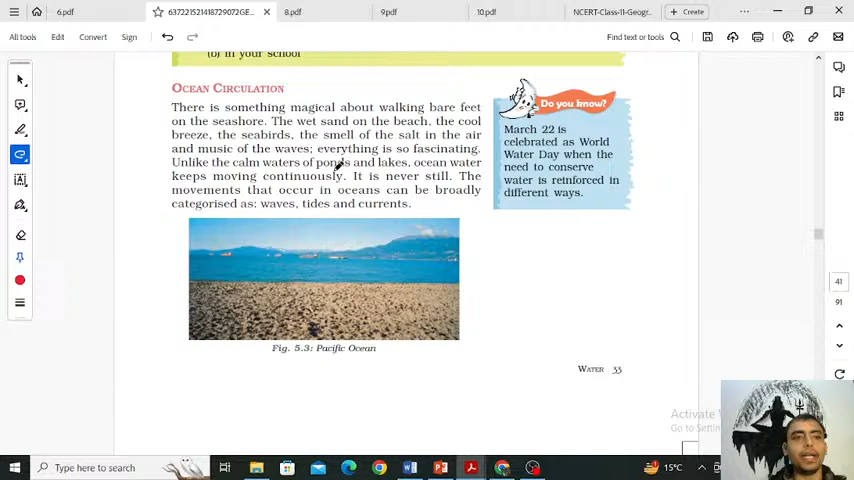 6.pdf
637221521418729072GE...
8.pdf
9.pdf
10.pdf
NCERT-Class-11-Geogr...
Create
All tools
Edit
Convert
Sign
Find text or tools
(b) in your school
OCEAN CIRCULATION
There is something magical about walking bare feet
on the seashore. The wet sand on the beach, the cool
breeze, the seabirds, the smell of the salt in the air
and music of the waves; everything is so fascinating.
Unlike the calm waters of ponds and lakes, ocean water
keeps moving continuously. It is never still. The
movements that occur in oceans can be broadly
categorised as: waves, tides and currents.
Fig. 5.3: Pacific Ocean
Do you know?
March 22 is
celebrated as World
Water Day when the
need to conserve
water is reinforced in
different ways.
WATER 33
41
91
Activate
Go to Setting
Type here to search
15°C